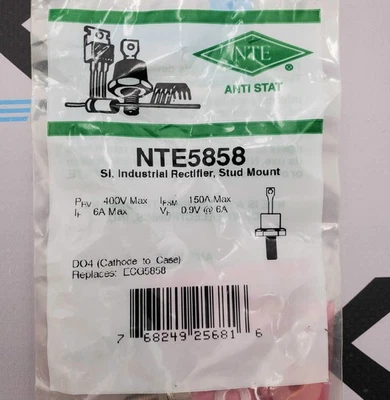 NTE ®
ANTI STAT
NTE5858
SI, Industrial Rectifier, Stud Mount
PRV 400V Max IFSM 150A Max
IF 6A Max VF 0.9V @ 6A
DO4 (Cathode to Case)
Replaces: ECG5858
7 68249 25681 6